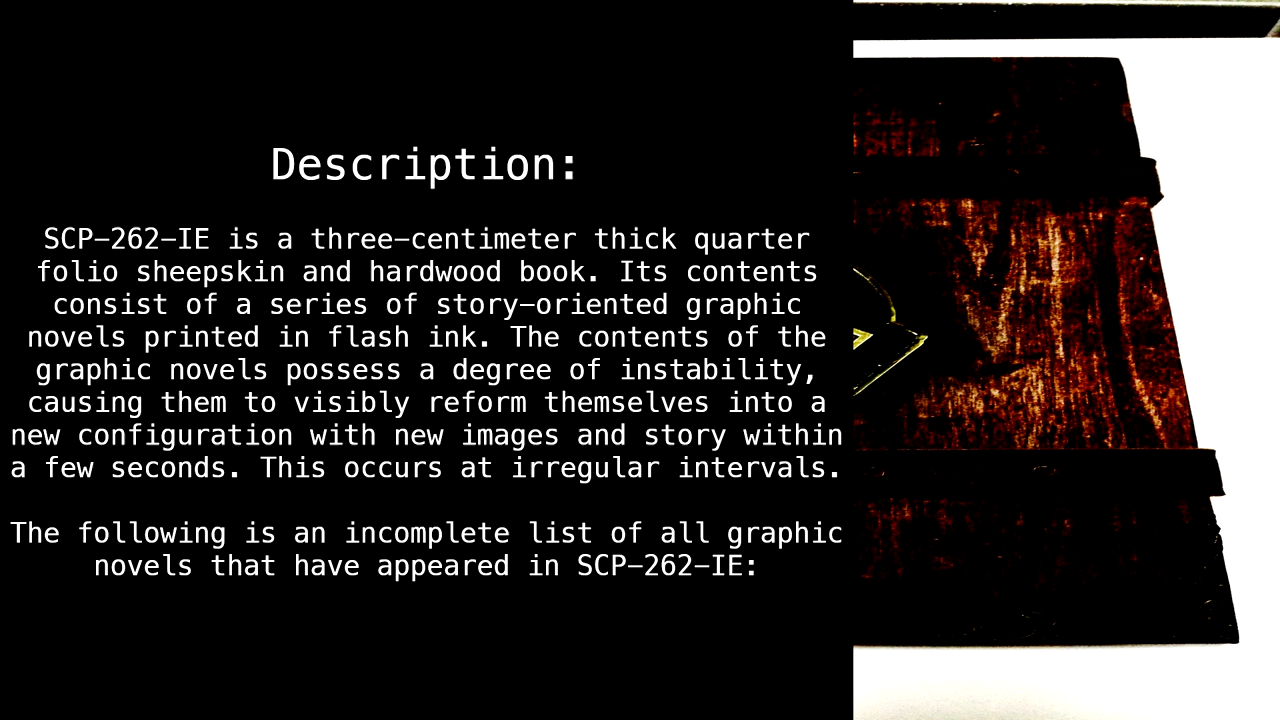 Description:
SCP-262-IE is a three-centimeter thick quarter
folio sheepskin and hardwood book. Its contents
consist of a series of story-oriented graphic
novels printed in flash ink. The contents of the
graphic novels possess a degree of instability,
causing them to visibly reform themselves into a
new configuration with new images and story within
a few seconds. This occurs at irregular intervals.
The following is an incomplete list of all graphic
novels that have appeared in SCP-262-IE: